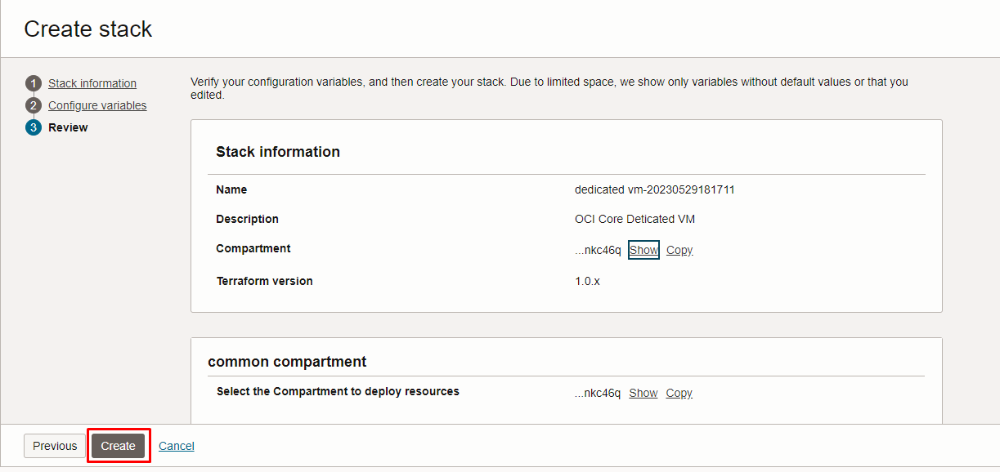 Create stack
1 Stack information
2 Configure variables
3 Review
Verify your configuration variables, and then create your stack. Due to limited space, we show only variables without default values or that you
edited.
Stack information
Name dedicated vm-20230529181711
Description OCI Core Deticated VM
Compartment ...nkc46q Show Copy
Terraform version 1.0.x
common compartment
Select the Compartment to deploy resources ...nkc46q Show Copy
Previous Create Cancel